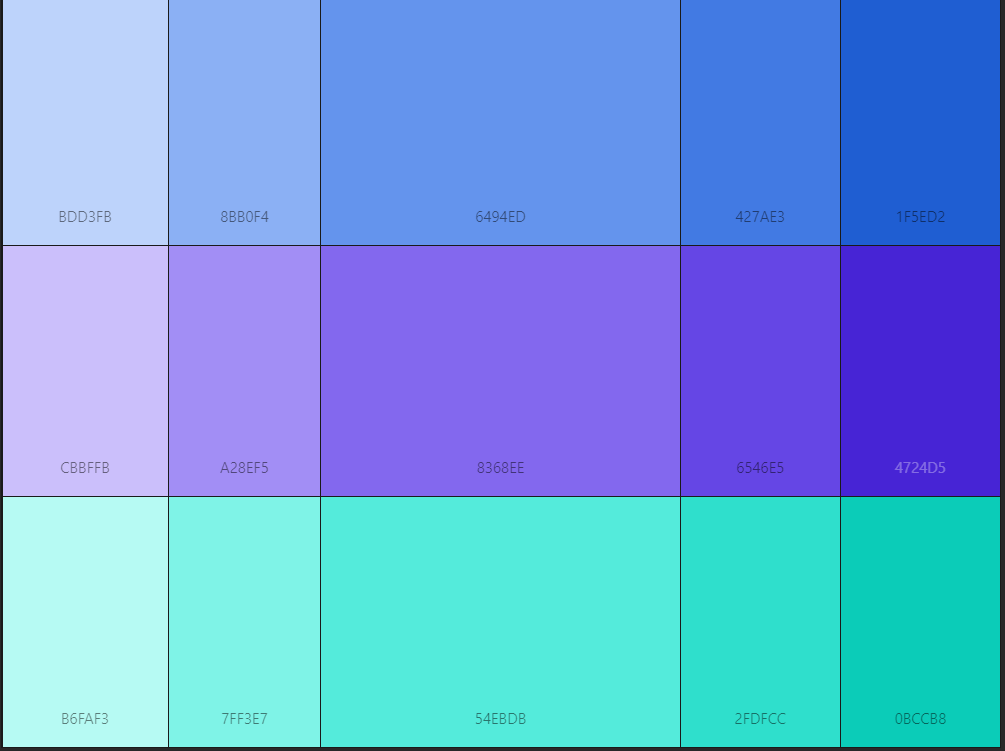 BDD3FB
8BB0F4
6494ED
427AE3
1F5ED2
CBBFFB
A28EF5
8368EE
6546E5
4724D5
B6FAF3
7FF3E7
54EBDB
2FDFCC
0BCCB8